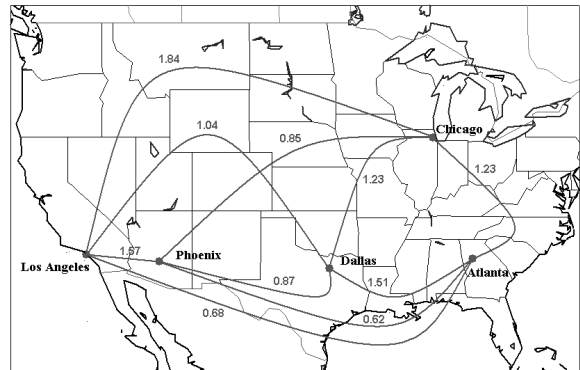 1.84
1.04
0.85
Chicago
1.23
1.23
1.57
Phoenix
Los Angeles
Dallas
Atlanta
0.87
1.51
0.68
0.62